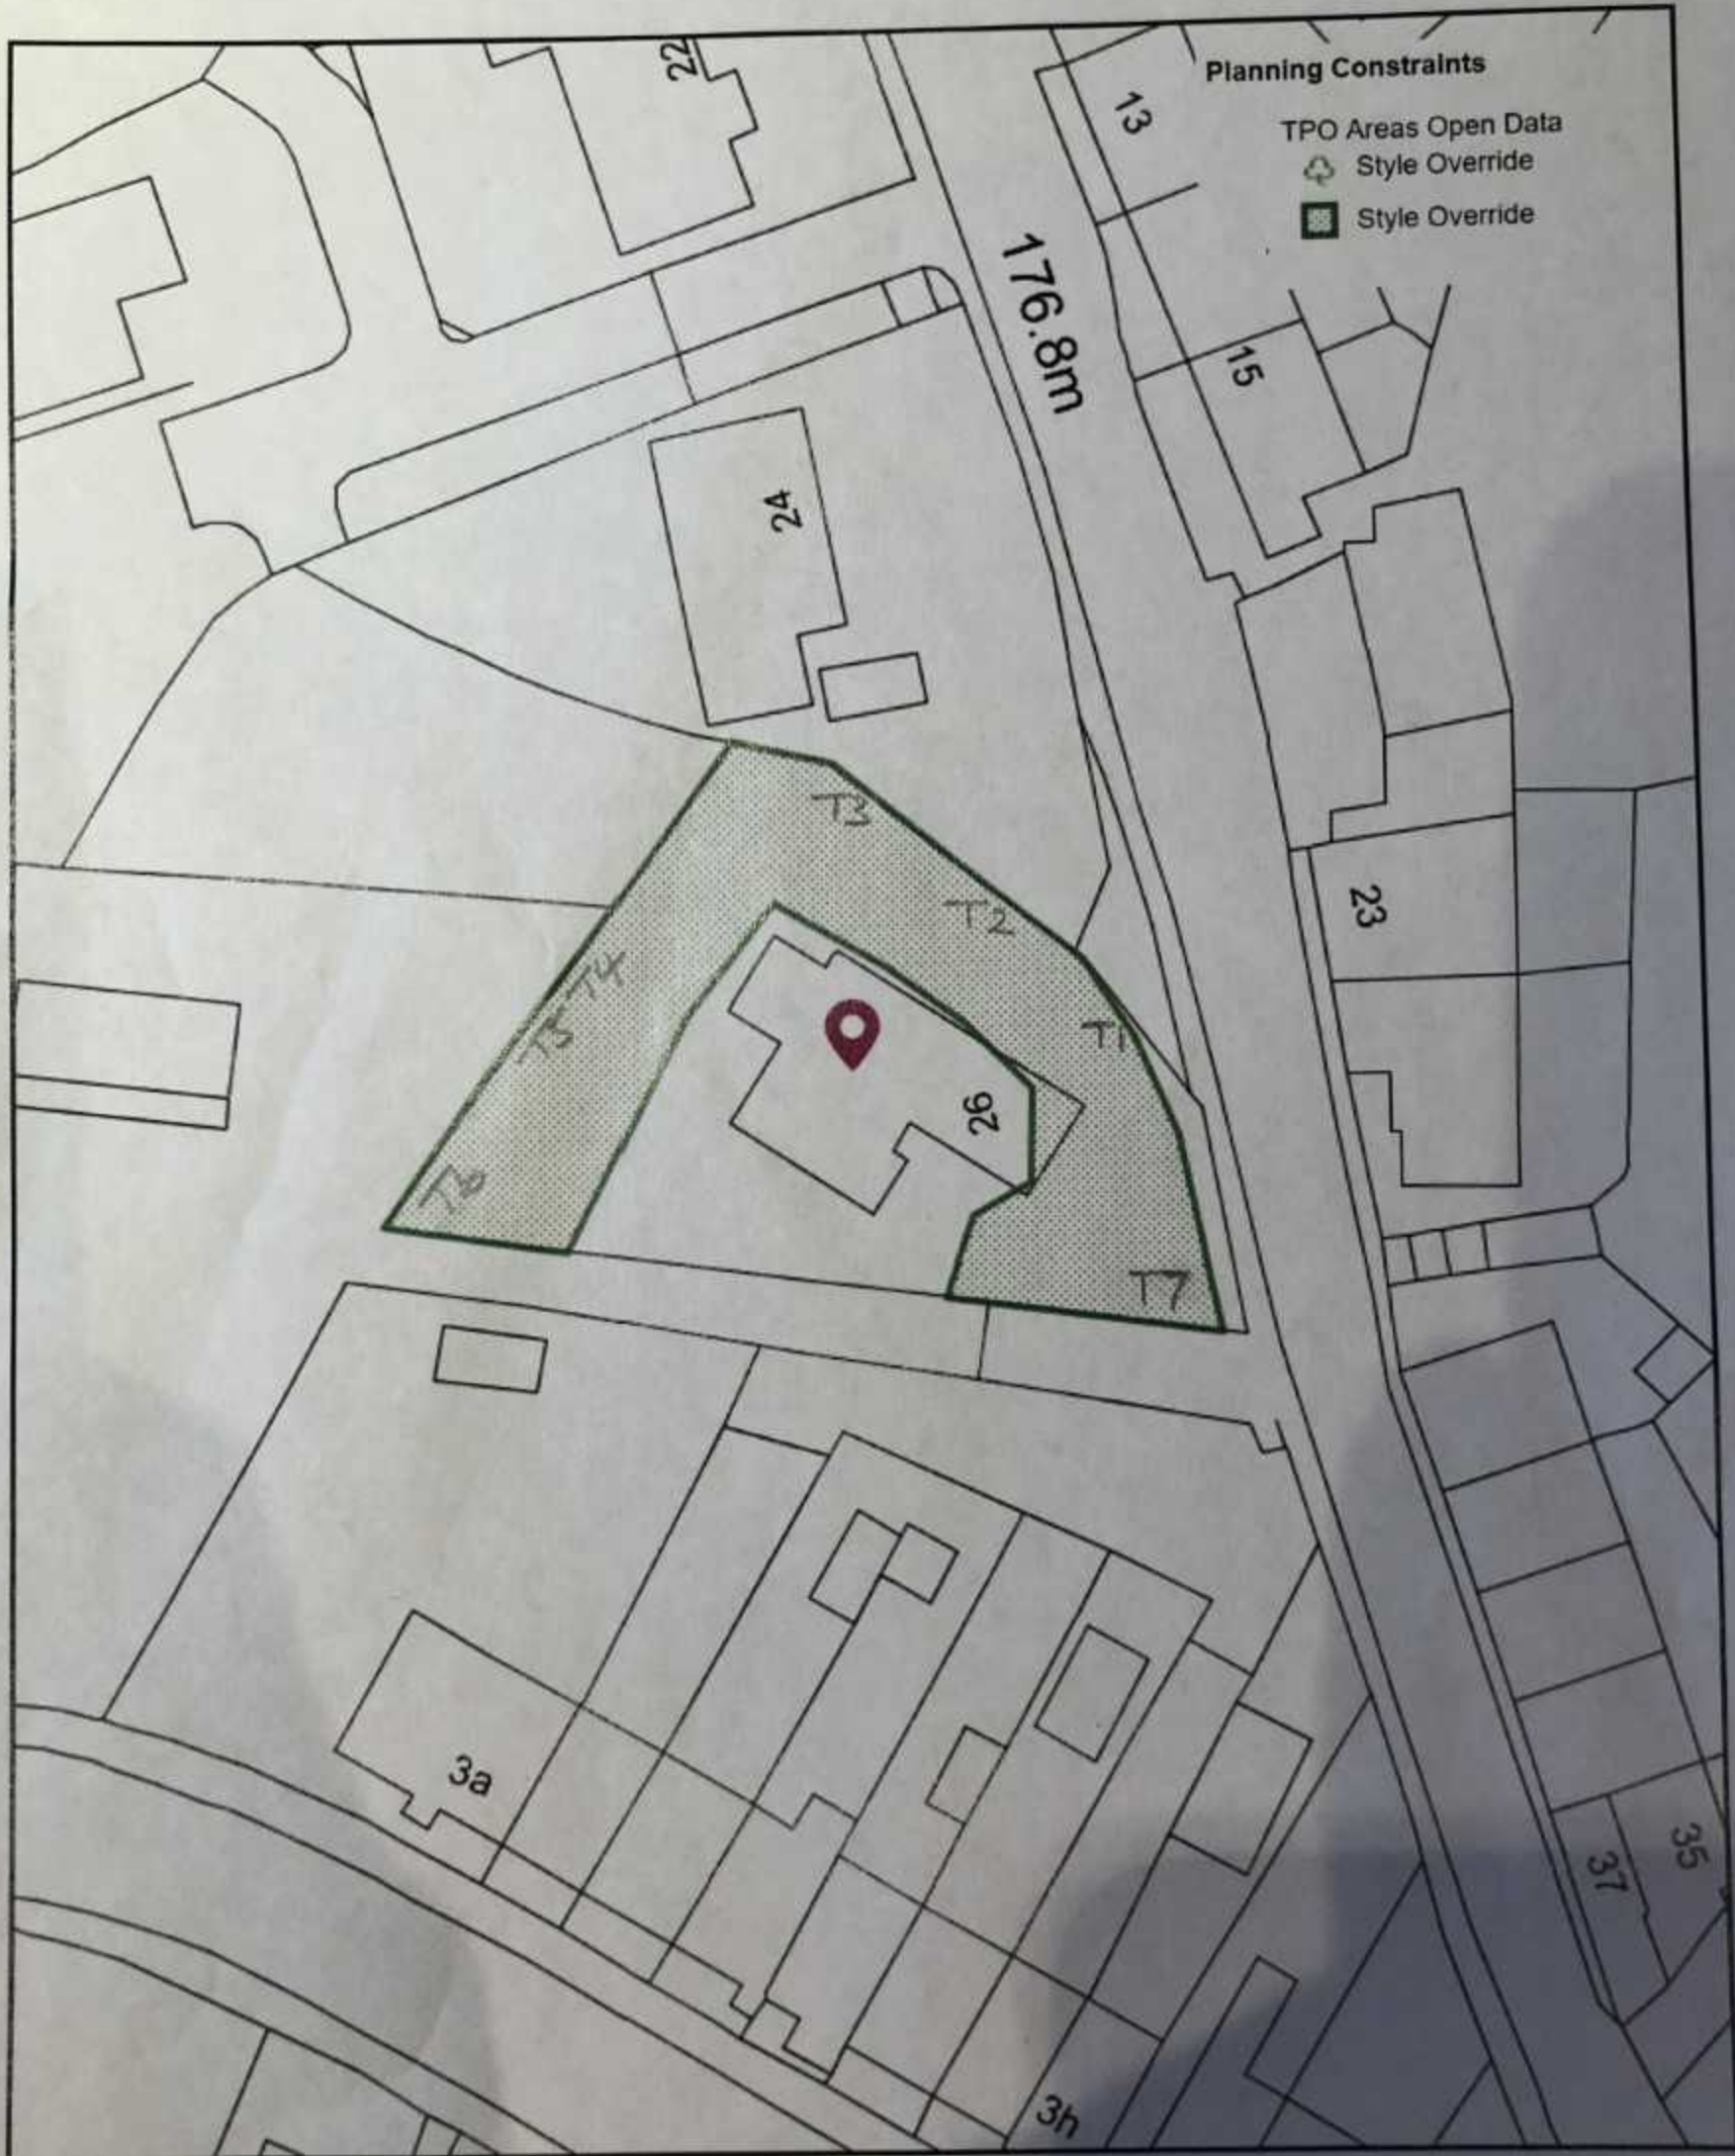 Planning Constraints
TPO Areas Open Data
Style Override
Style Override
22
13
176.8m
15
24
T3
T2
23
T4
T5
T1
26
T6
T7
3a
35
37
3h